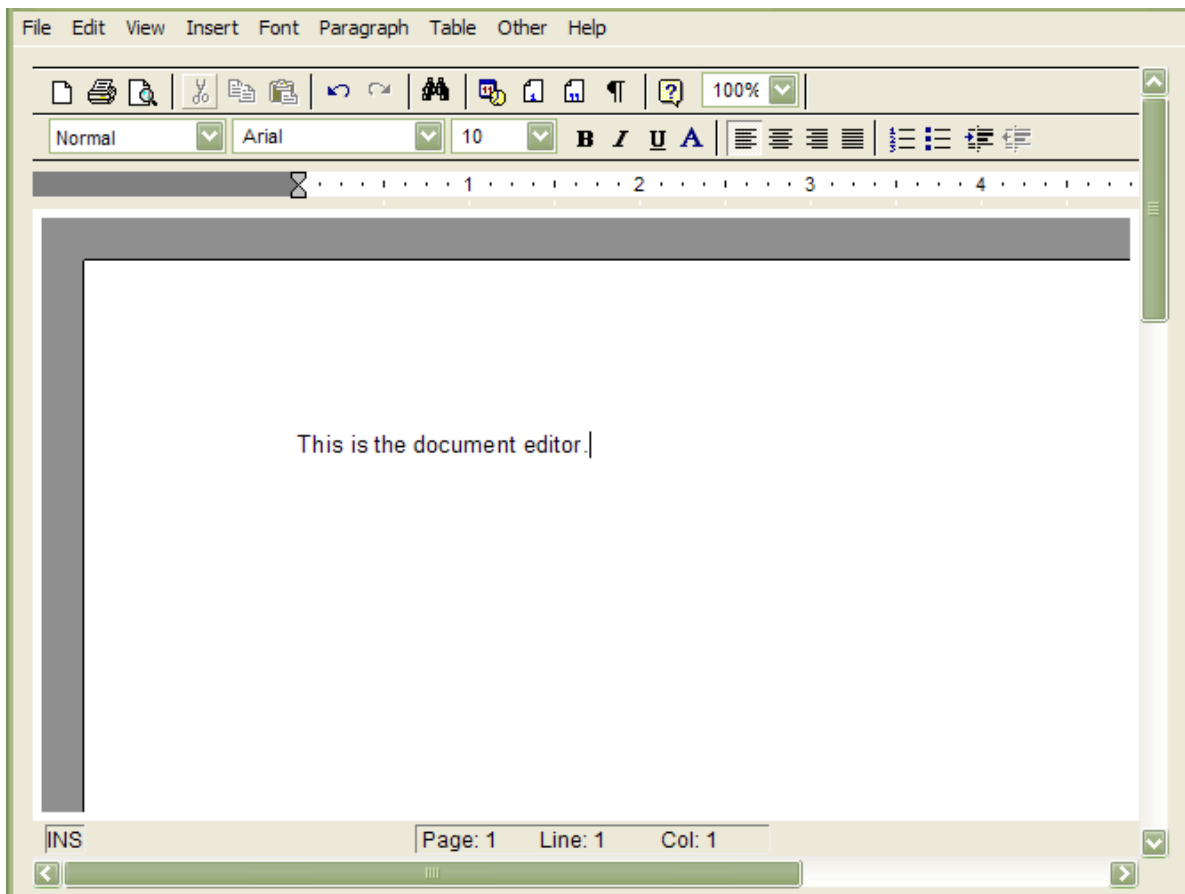 File Edit View Insert Font Paragraph Table Other Help
100%
Normal Arial 10 B I U A
1 2 3 4
This is the document editor.
INS Page: 1 Line: 1 Col: 1